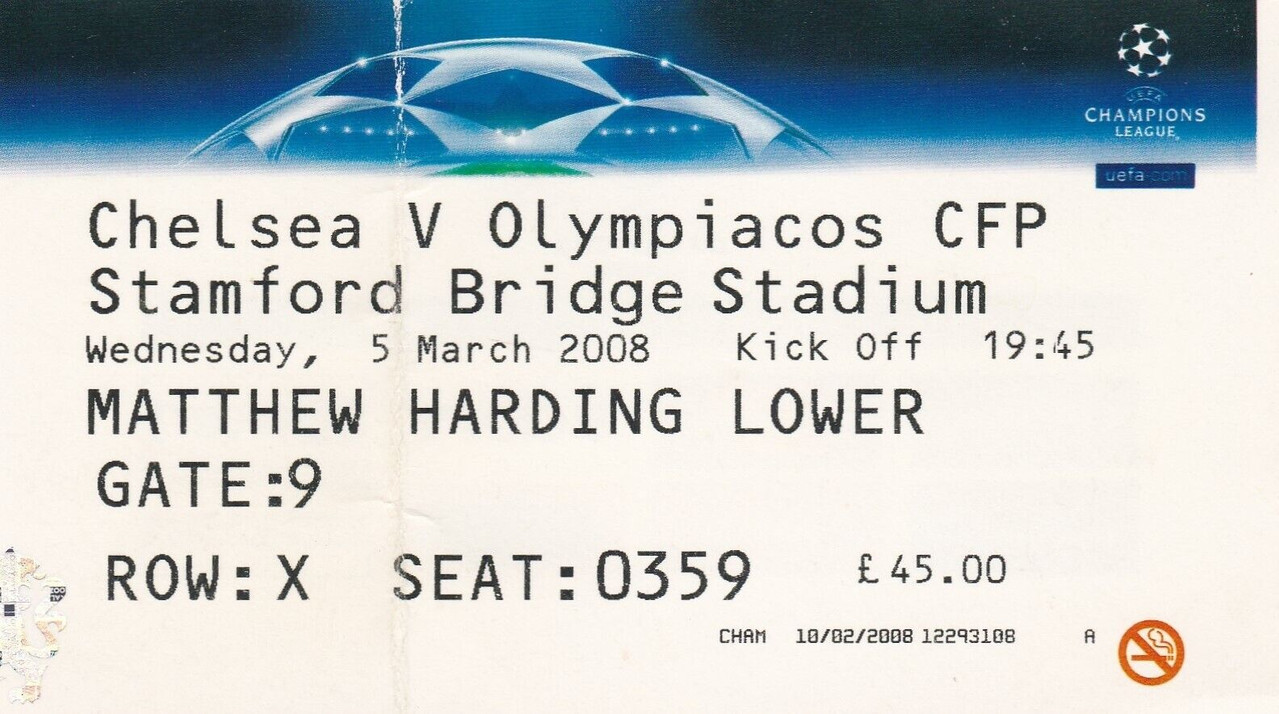 UEFA
CHAMPIONS
LEAGUE®
uefa.com
Chelsea V Olympiacos CFP
Stamford Bridge Stadium
Wednesday, 5 March 2008 Kick Off 19:45
MATTHEW HARDING LOWER
GATE:9
ROW:X SEAT:0359 £45.00
CHAM 10/02/2008 12293108 A